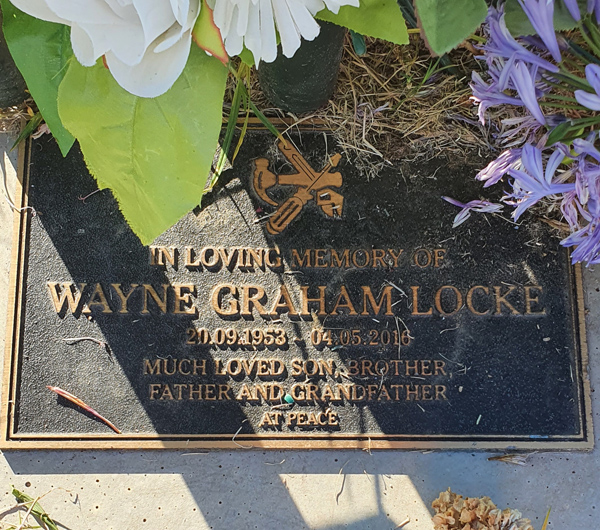 IN LOVING MEMORY OF
WAYNE GRAHAM LOCKE
20.09.1953 - 04.05.2016
MUCH LOVED SON, BROTHER,
FATHER AND GRANDFATHER
AT PEACE